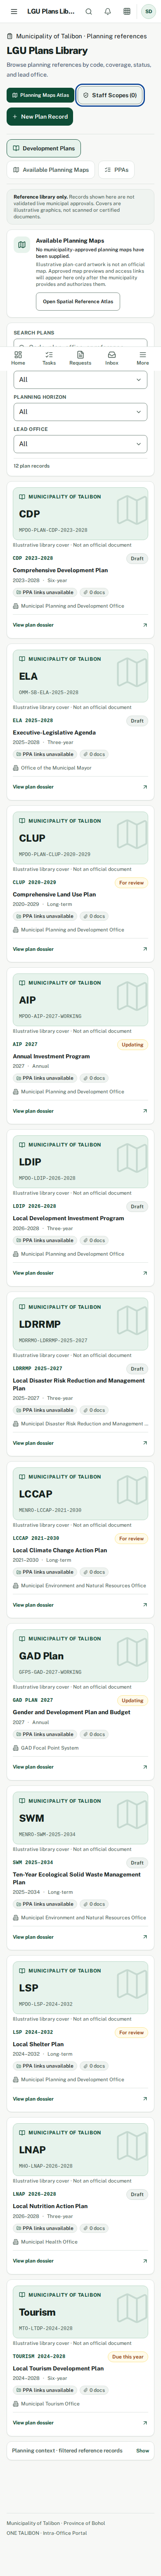 LGU Plans Lib...
SD
Municipality of Talibon · Planning references
LGU Plans Library
Browse planning references by code, coverage, status, and lead office.
Planning Maps Atlas
Staff Scopes (0)
New Plan Record
Development Plans
Available Planning Maps
PPAs
Reference library only. Records shown here are not validated the municipal approvals. Covers are illustrative graphics, not scanned or certified documents.
Available Planning Maps
No municipality-approved planning maps have been supplied.
Illustrative plan-card artwork is not an official map. Approved map previews and access links will appear here only after their authority and provenance are supplied.
Open Spatial Reference Atlas
SEARCH PLANS
Home
Tasks
Requests
Inbox
More
All
PLANNING HORIZON
All
LEAD OFFICE
All
12 plan records
MUNICIPALITY OF TALIBON
CDP
MPDO-PLAN-CDP-2023-2028
Illustrative library cover · Not an official document
CDP 2023-2028
Draft
Comprehensive Development Plan
2023–2028 · Six-year
PPA links unavailable
0 docs
Municipal Planning and Development Office
View plan dossier
MUNICIPALITY OF TALIBON
ELA
OMM-SB-ELA-2025-2028
Illustrative library cover · Not an official document
ELA 2025-2028
Draft
Executive-Legislative Agenda
2025–2028 · Three-year
PPA links unavailable
0 docs
Office of the Municipal Mayor
View plan dossier
MUNICIPALITY OF TALIBON
CLUP
MPDO-PLAN-CLUP-2020-2029
Illustrative library cover · Not an official document
CLUP 2020-2029
For review
Comprehensive Land Use Plan
2020–2029 · Long-term
PPA links unavailable
0 docs
Municipal Planning and Development Office
View plan dossier
MUNICIPALITY OF TALIBON
AIP
MPDO-AIP-2027-WORKING
Illustrative library cover · Not an official document
AIP 2027
Updating
Annual Investment Program
2027 · Annual
PPA links unavailable
0 docs
Municipal Planning and Development Office
View plan dossier
MUNICIPALITY OF TALIBON
LDIP
MPDO-LDIP-2026-2028
Illustrative library cover · Not an official document
LDIP 2026-2028
Draft
Local Development Investment Program
2026–2028 · Three-year
PPA links unavailable
0 docs
Municipal Planning and Development Office
View plan dossier
MUNICIPALITY OF TALIBON
LDRRMP
MDRRMO-LDRRMP-2025-2027
Illustrative library cover · Not an official document
LDRRMP 2025-2027
Draft
Local Disaster Risk Reduction and Management Plan
2025–2027 · Three-year
PPA links unavailable
0 docs
Municipal Disaster Risk Reduction and Management ...
View plan dossier
MUNICIPALITY OF TALIBON
LCCAP
MENRO-LCCAP-2021-2030
Illustrative library cover · Not an official document
LCCAP 2021-2030
For review
Local Climate Change Action Plan
2021–2030 · Long-term
PPA links unavailable
0 docs
Municipal Environment and Natural Resources Office
View plan dossier
MUNICIPALITY OF TALIBON
GAD Plan
GFPS-GAD-2027-WORKING
Illustrative library cover · Not an official document
GAD PLAN 2027
Updating
Gender and Development Plan and Budget
2027 · Annual
PPA links unavailable
0 docs
GAD Focal Point System
View plan dossier
MUNICIPALITY OF TALIBON
SWM
MENRO-SWM-2025-2034
Illustrative library cover · Not an official document
SWM 2025-2034
Draft
Ten-Year Ecological Solid Waste Management Plan
2025–2034 · Long-term
PPA links unavailable
0 docs
Municipal Environment and Natural Resources Office
View plan dossier
MUNICIPALITY OF TALIBON
LSP
MPDO-LSP-2024-2032
Illustrative library cover · Not an official document
LSP 2024-2032
For review
Local Shelter Plan
2024–2032 · Long-term
PPA links unavailable
0 docs
Municipal Planning and Development Office
View plan dossier
MUNICIPALITY OF TALIBON
LNAP
MHO-LNAP-2026-2028
Illustrative library cover · Not an official document
LNAP 2026-2028
Draft
Local Nutrition Action Plan
2026–2028 · Three-year
PPA links unavailable
0 docs
Municipal Health Office
View plan dossier
MUNICIPALITY OF TALIBON
Tourism
MTO-LTDP-2024-2028
Illustrative library cover · Not an official document
TOURISM 2024-2028
Due this year
Local Tourism Development Plan
2024–2028 · Six-year
PPA links unavailable
0 docs
Municipal Tourism Office
View plan dossier
Planning context · filtered reference records
Show
Municipality of Talibon · Province of Bohol
ONE TALIBON · Intra-Office Portal